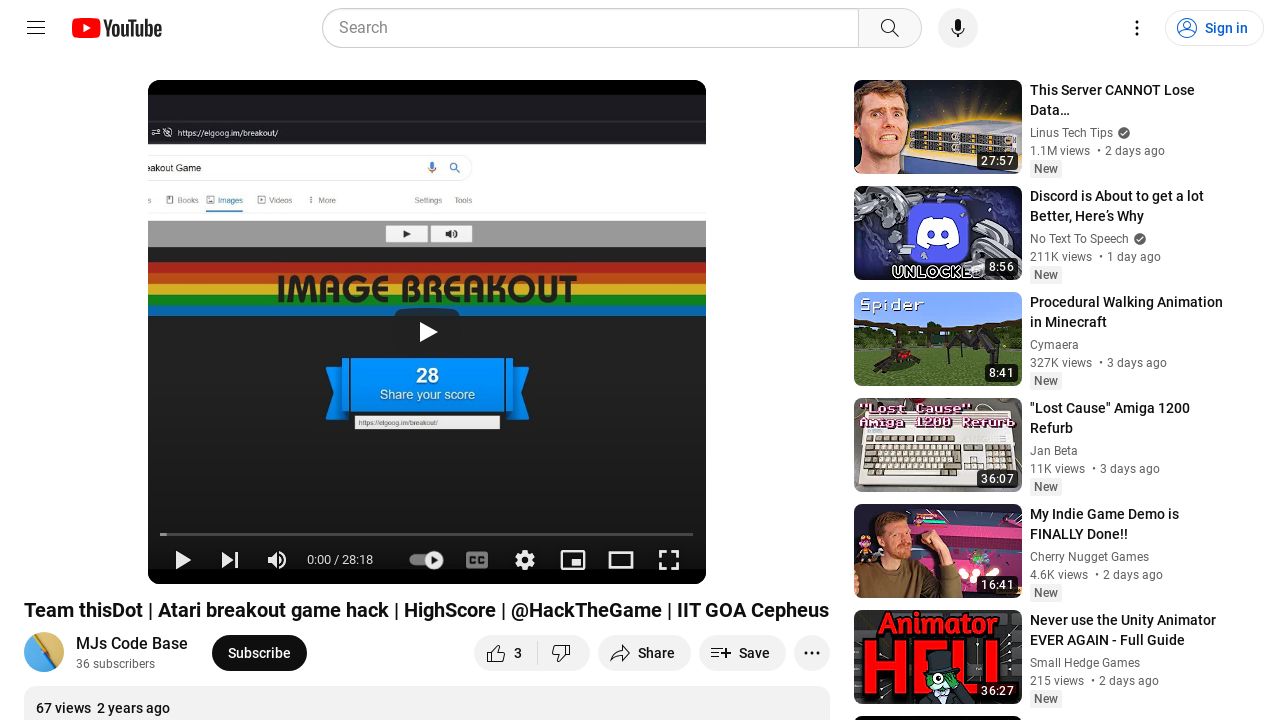 YouTube
Search
Sign in
https://elgoog.im/breakout/
eakout Game
s
Books
Images
Videos
More
Settings
Tools
IMAGE BREAKOUT
28
Share your score
https://elgoog.im/breakout/
0:00 / 28:18
CC
Team thisDot | Atari breakout game hack | HighScore | @HackTheGame | IIT GOA Cepheus
MJs Code Base
36 subscribers
Subscribe
3
Share
Save
67 views 2 years ago
27:57
This Server CANNOT Lose
Data…
Linus Tech Tips
1.1M views • 2 days ago
New
UNLOCKED
8:56
Discord is About to get a lot
Better, Here’s Why
No Text To Speech
211K views • 1 day ago
New
Spider
8:41
Procedural Walking Animation
in Minecraft
Cymaera
327K views • 3 days ago
New
"Lost Cause"
Amiga 1200 Refurb
36:07
"Lost Cause" Amiga 1200
Refurb
Jan Beta
11K views • 3 days ago
New
16:41
My Indie Game Demo is
FINALLY Done!!
Cherry Nugget Games
4.6K views • 2 days ago
New
Animator
HELL
36:27
Never use the Unity Animator
EVER AGAIN - Full Guide
Small Hedge Games
215 views • 2 days ago
New